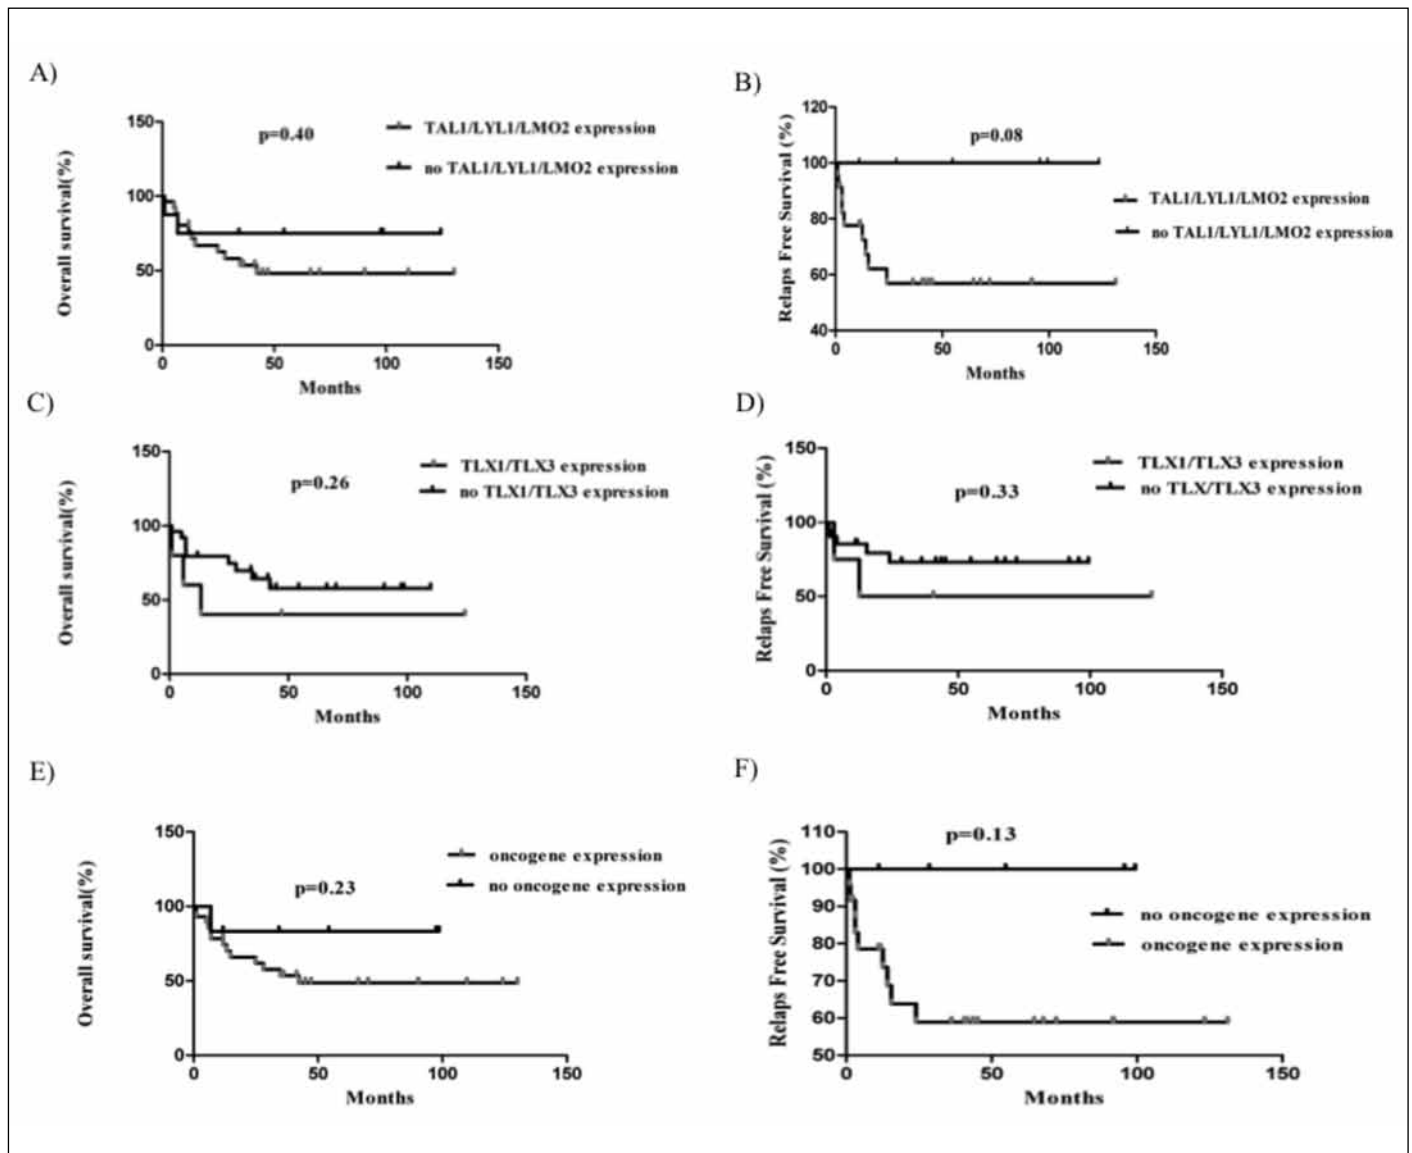 A)
Overall survival(%)
150
100
50
0
p=0.40
TAL1/LYL1/LMO2 expression
no TAL1/LYL1/LMO2 expression
0 50 100 150
Months
B)
Relaps Free Survival (%)
120
100
80
60
40
p=0.08
TAL1/LYL1/LMO2 expression
no TAL1/LYL1/LMO2 expression
0 50 100 150
Months
C)
Overall survival(%)
150
100
50
0
p=0.26
TLX1/TLX3 expression
no TLX1/TLX3 expression
0 50 100 150
Months
D)
Relaps Free Survival (%)
150
100
50
0
p=0.33
TLX1/TLX3 expression
no TLX/TLX3 expression
0 50 100 150
Months
E)
Overall survival(%)
150
100
50
0
p=0.23
oncogene expression
no oncogene expression
0 50 100 150
Months
F)
Relaps Free Survival (%)
110
100
90
80
70
60
50
p=0.13
no oncogene expression
oncogene expression
0 50 100 150
Months